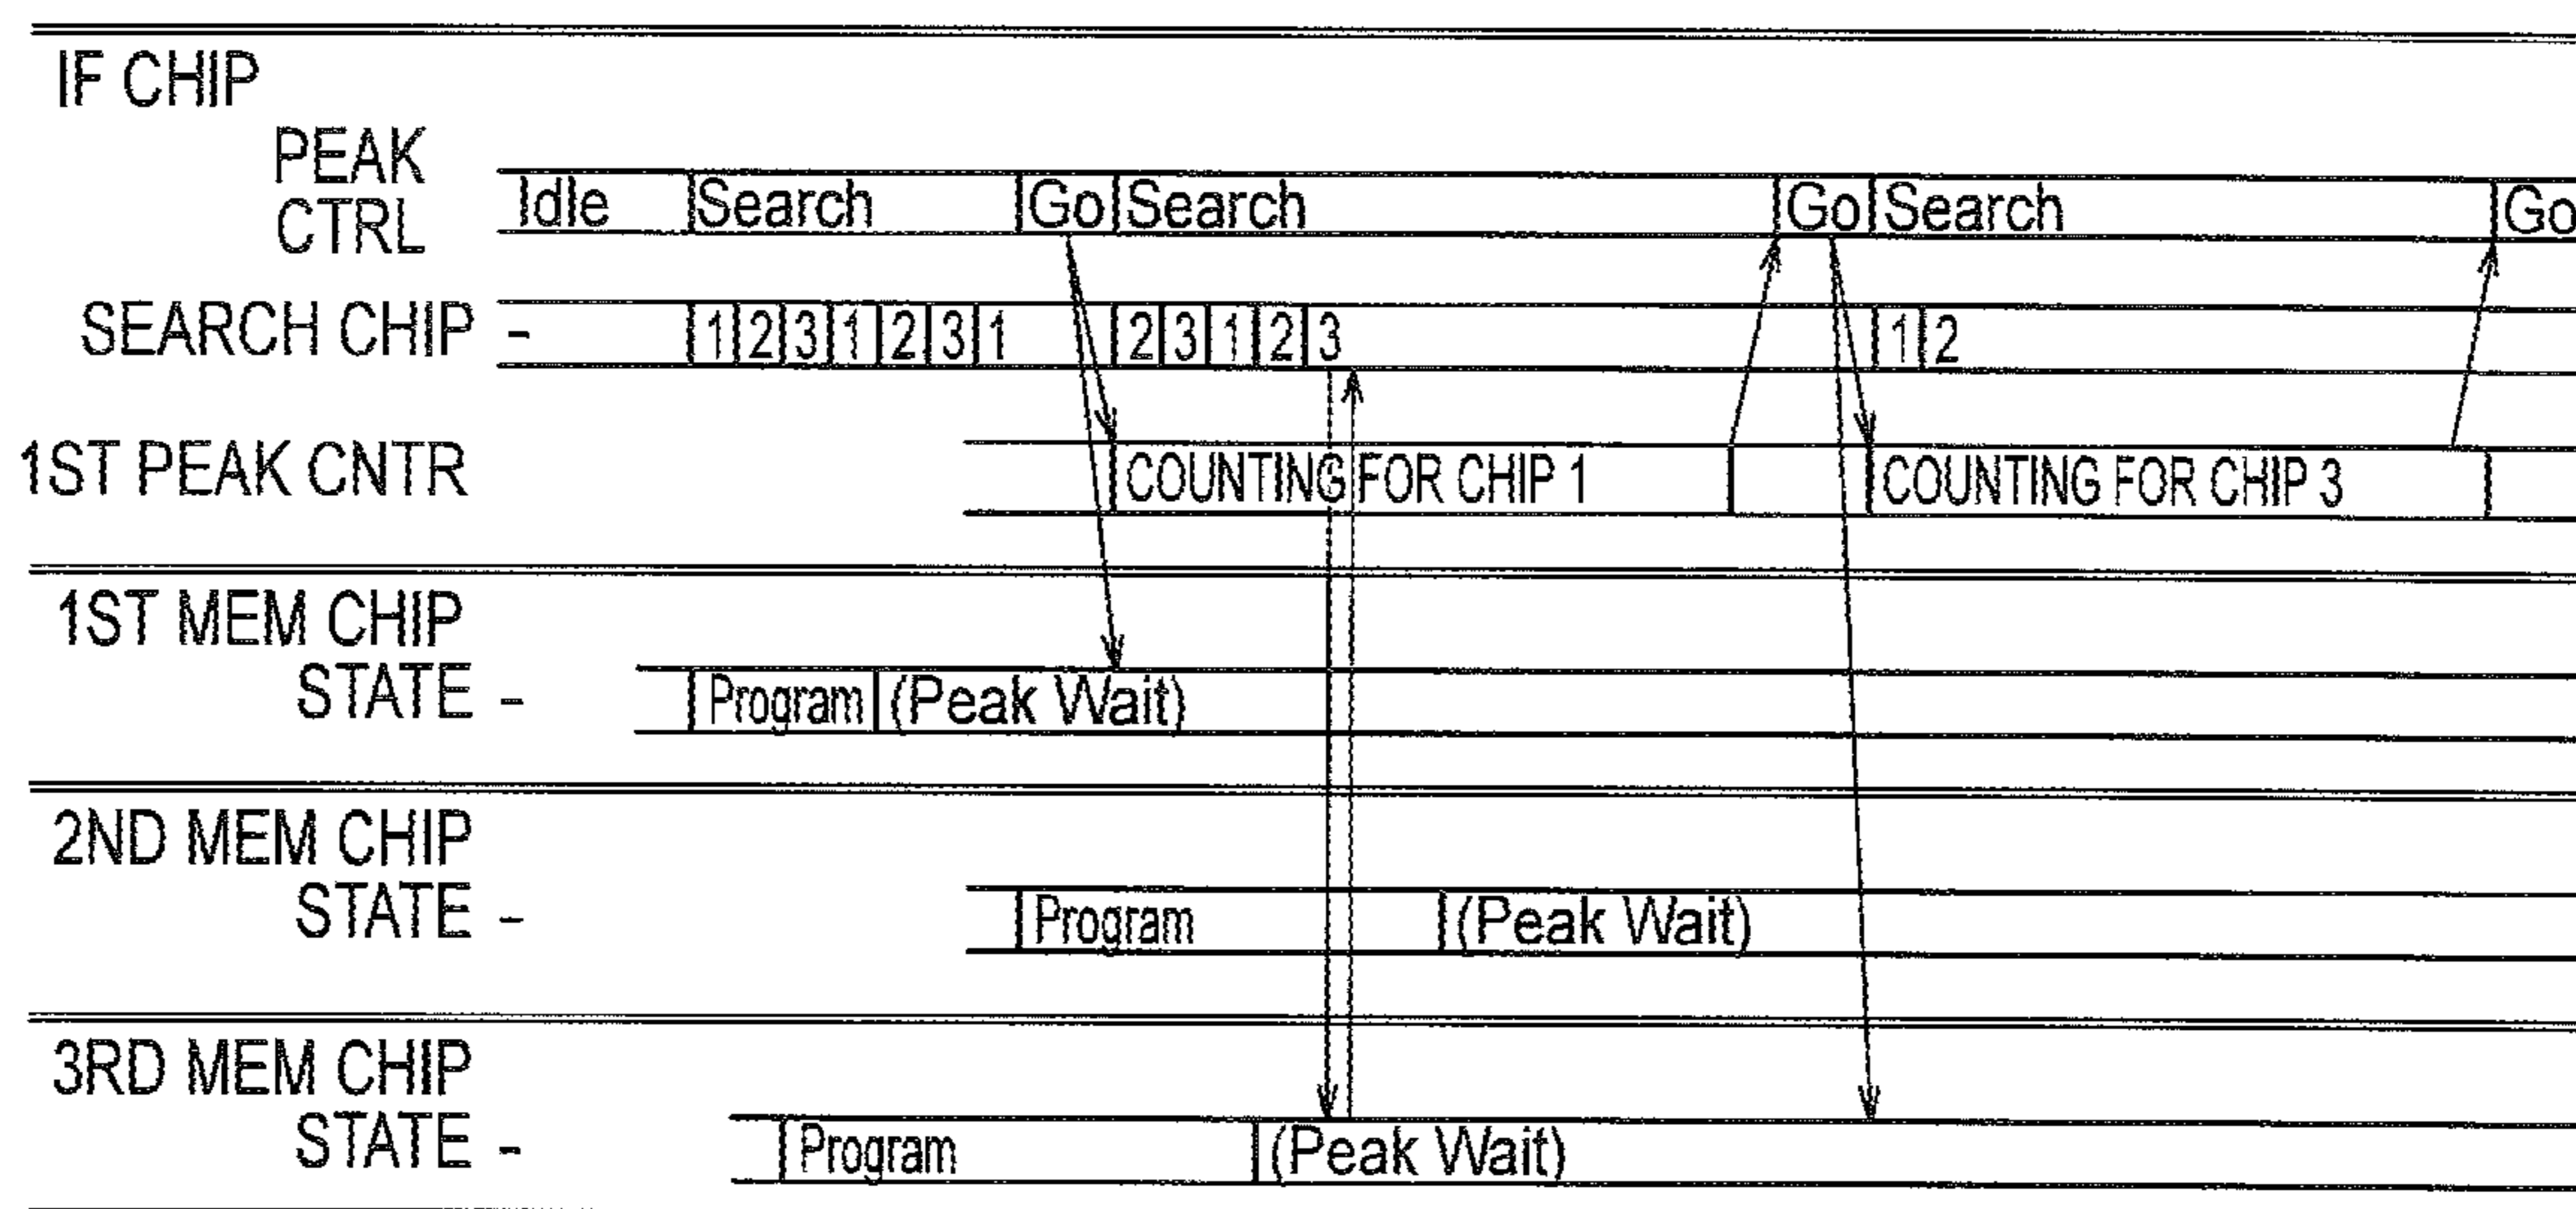 IF CHIP
PEAK
CTRL
Idle Search Go Search Go Search Go
SEARCH CHIP - 1 2 3 1 2 3 1 2 3 1 2 3 1 2
1ST PEAK CNTR COUNTING FOR CHIP 1 COUNTING FOR CHIP 3
1ST MEM CHIP
STATE - Program (Peak Wait)
2ND MEM CHIP
STATE - Program (Peak Wait)
3RD MEM CHIP
STATE - Program (Peak Wait)